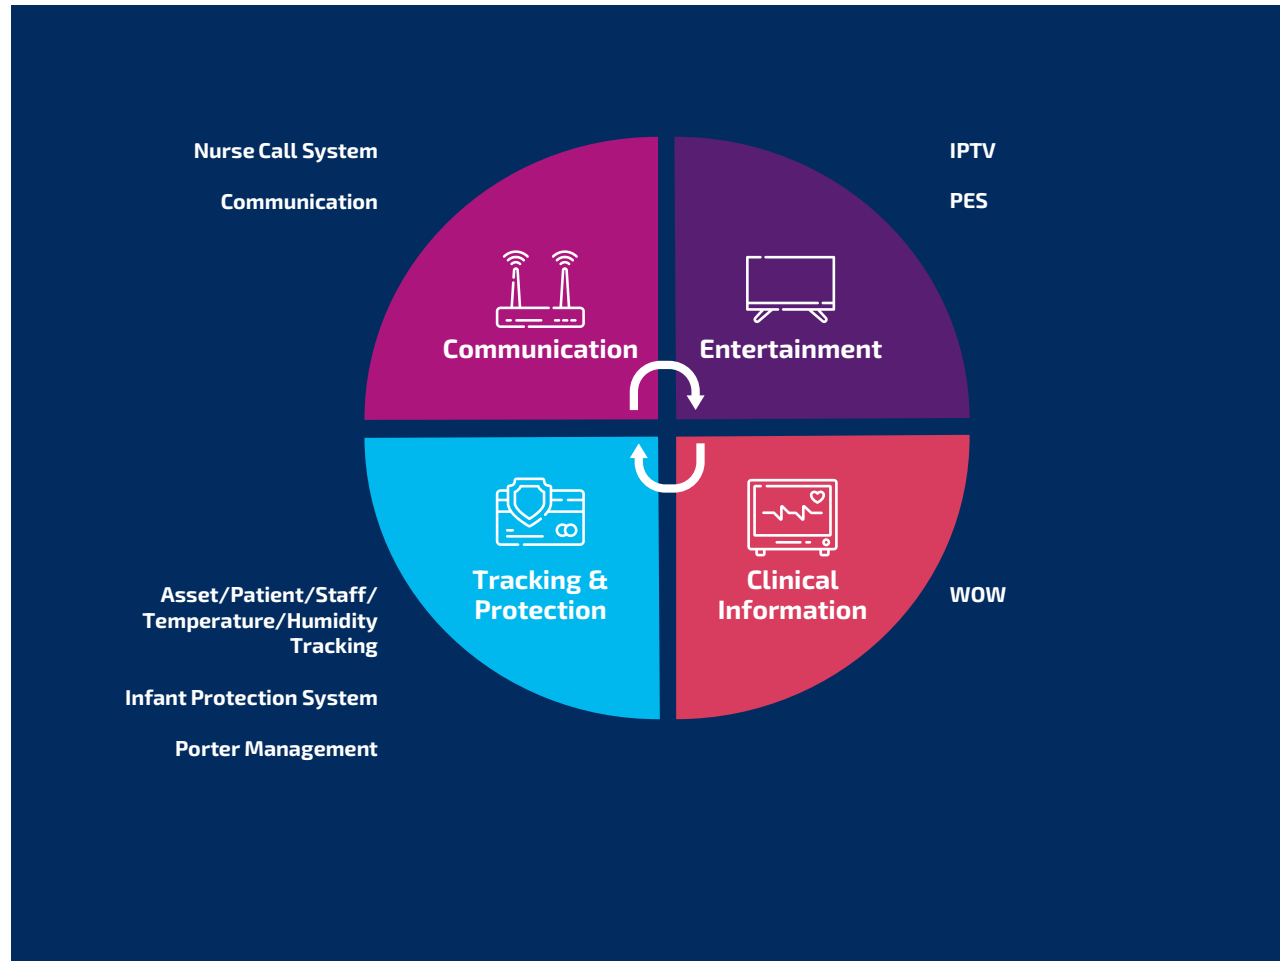 Nurse Call System
Communication
IPTV
PES
Communication
Entertainment
Tracking &
Protection
Clinical
Information
Asset/Patient/Staff/
Temperature/Humidity
Tracking
Infant Protection System
Porter Management
WOW